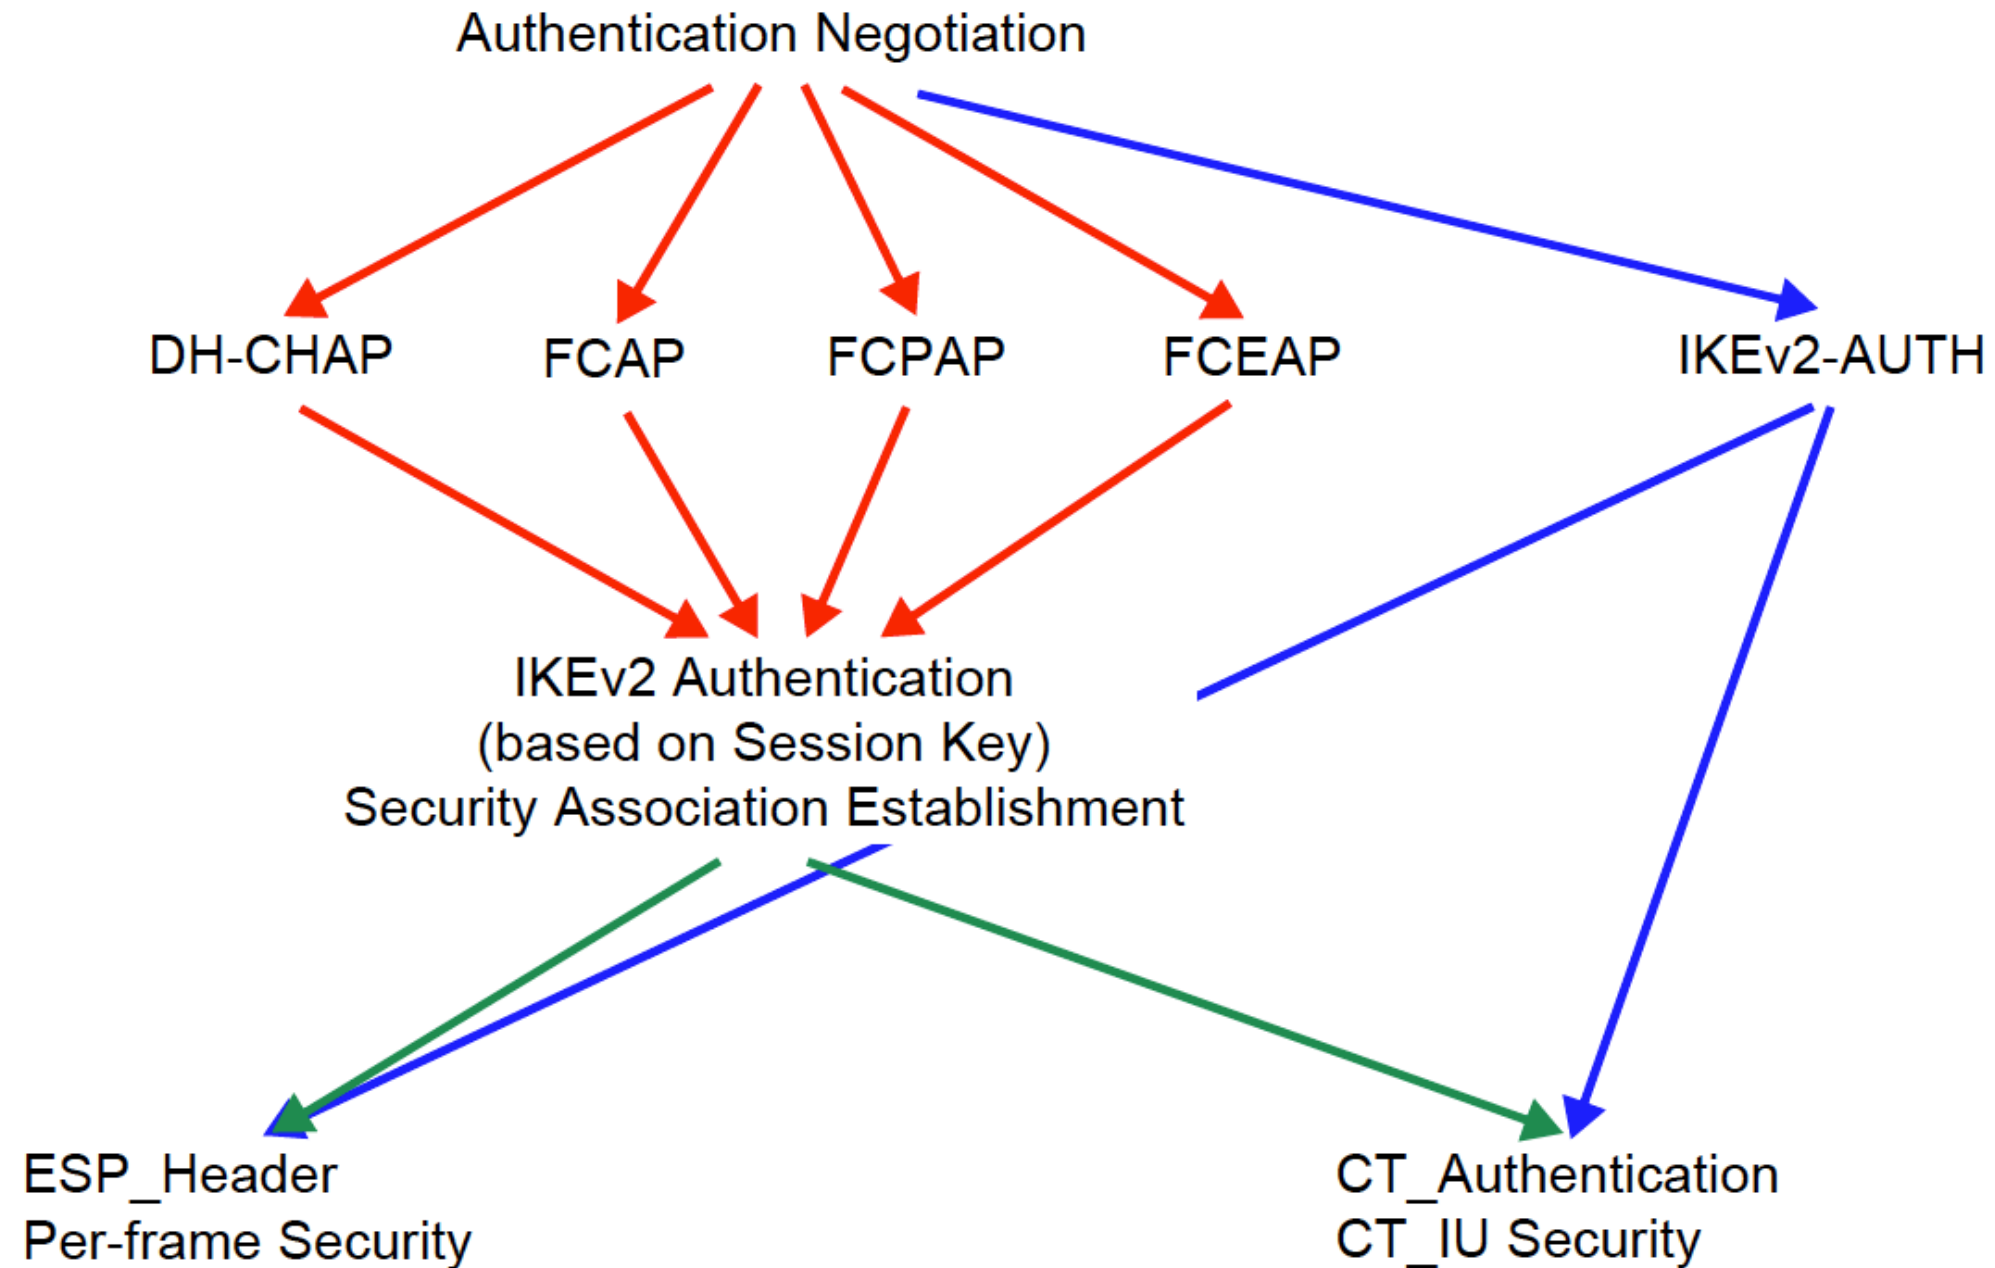 Authentication Negotiation
DH-CHAP
FCAP
FCPAP
FCEAP
IKEv2-AUTH
IKEv2 Authentication
(based on Session Key)
Security Association Establishment
ESP_Header
Per-frame Security
CT_Authentication
CT_IU Security